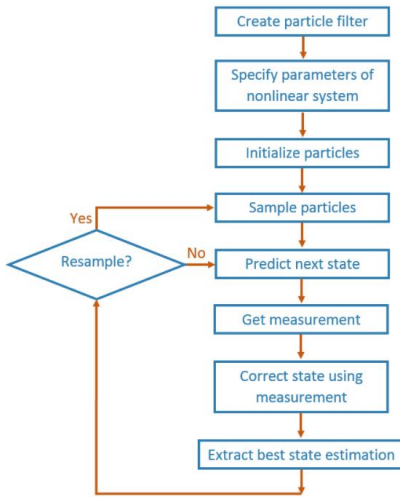 Create particle filter
Specify parameters of
nonlinear system
Initialize particles
Yes
Sample particles
Resample?
No
Predict next state
Get measurement
Correct state using
measurement
Extract best state estimation